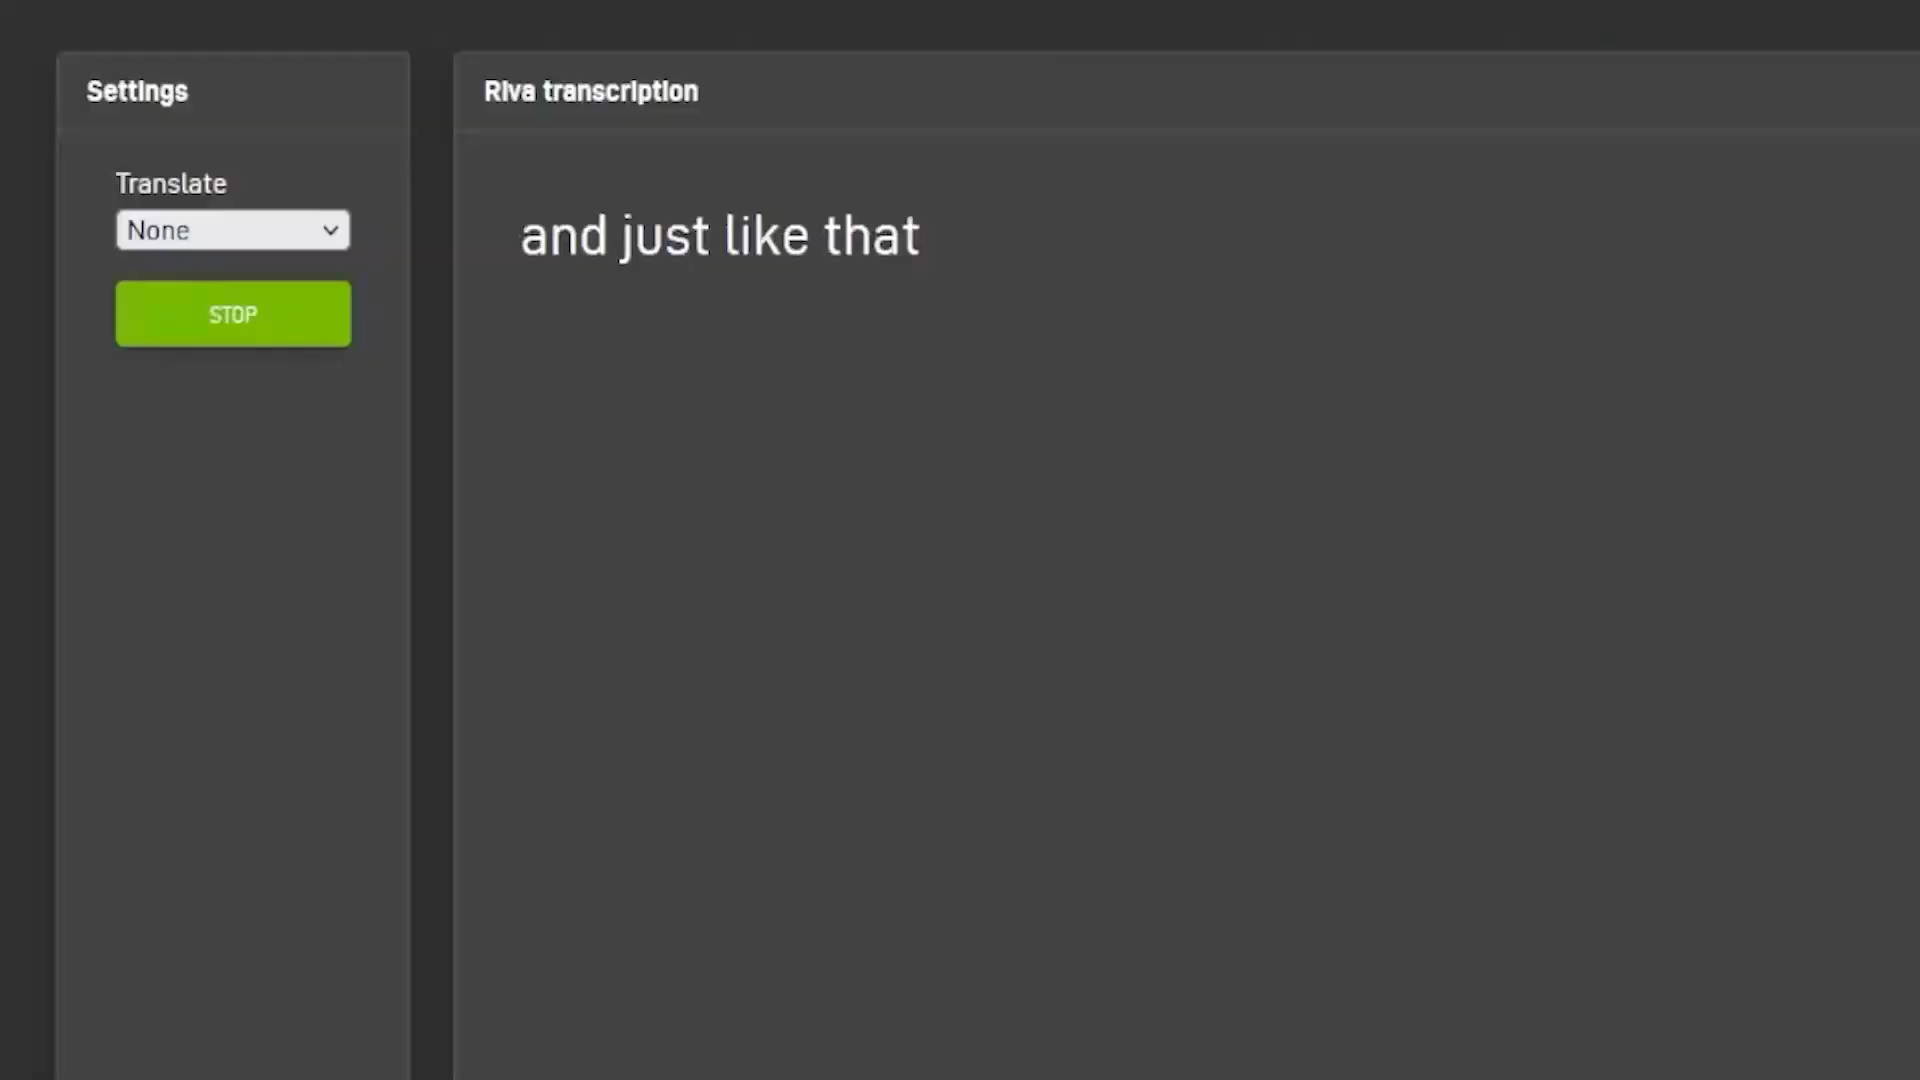 Settings
Riva transcription
Translate
None
STOP
and just like that